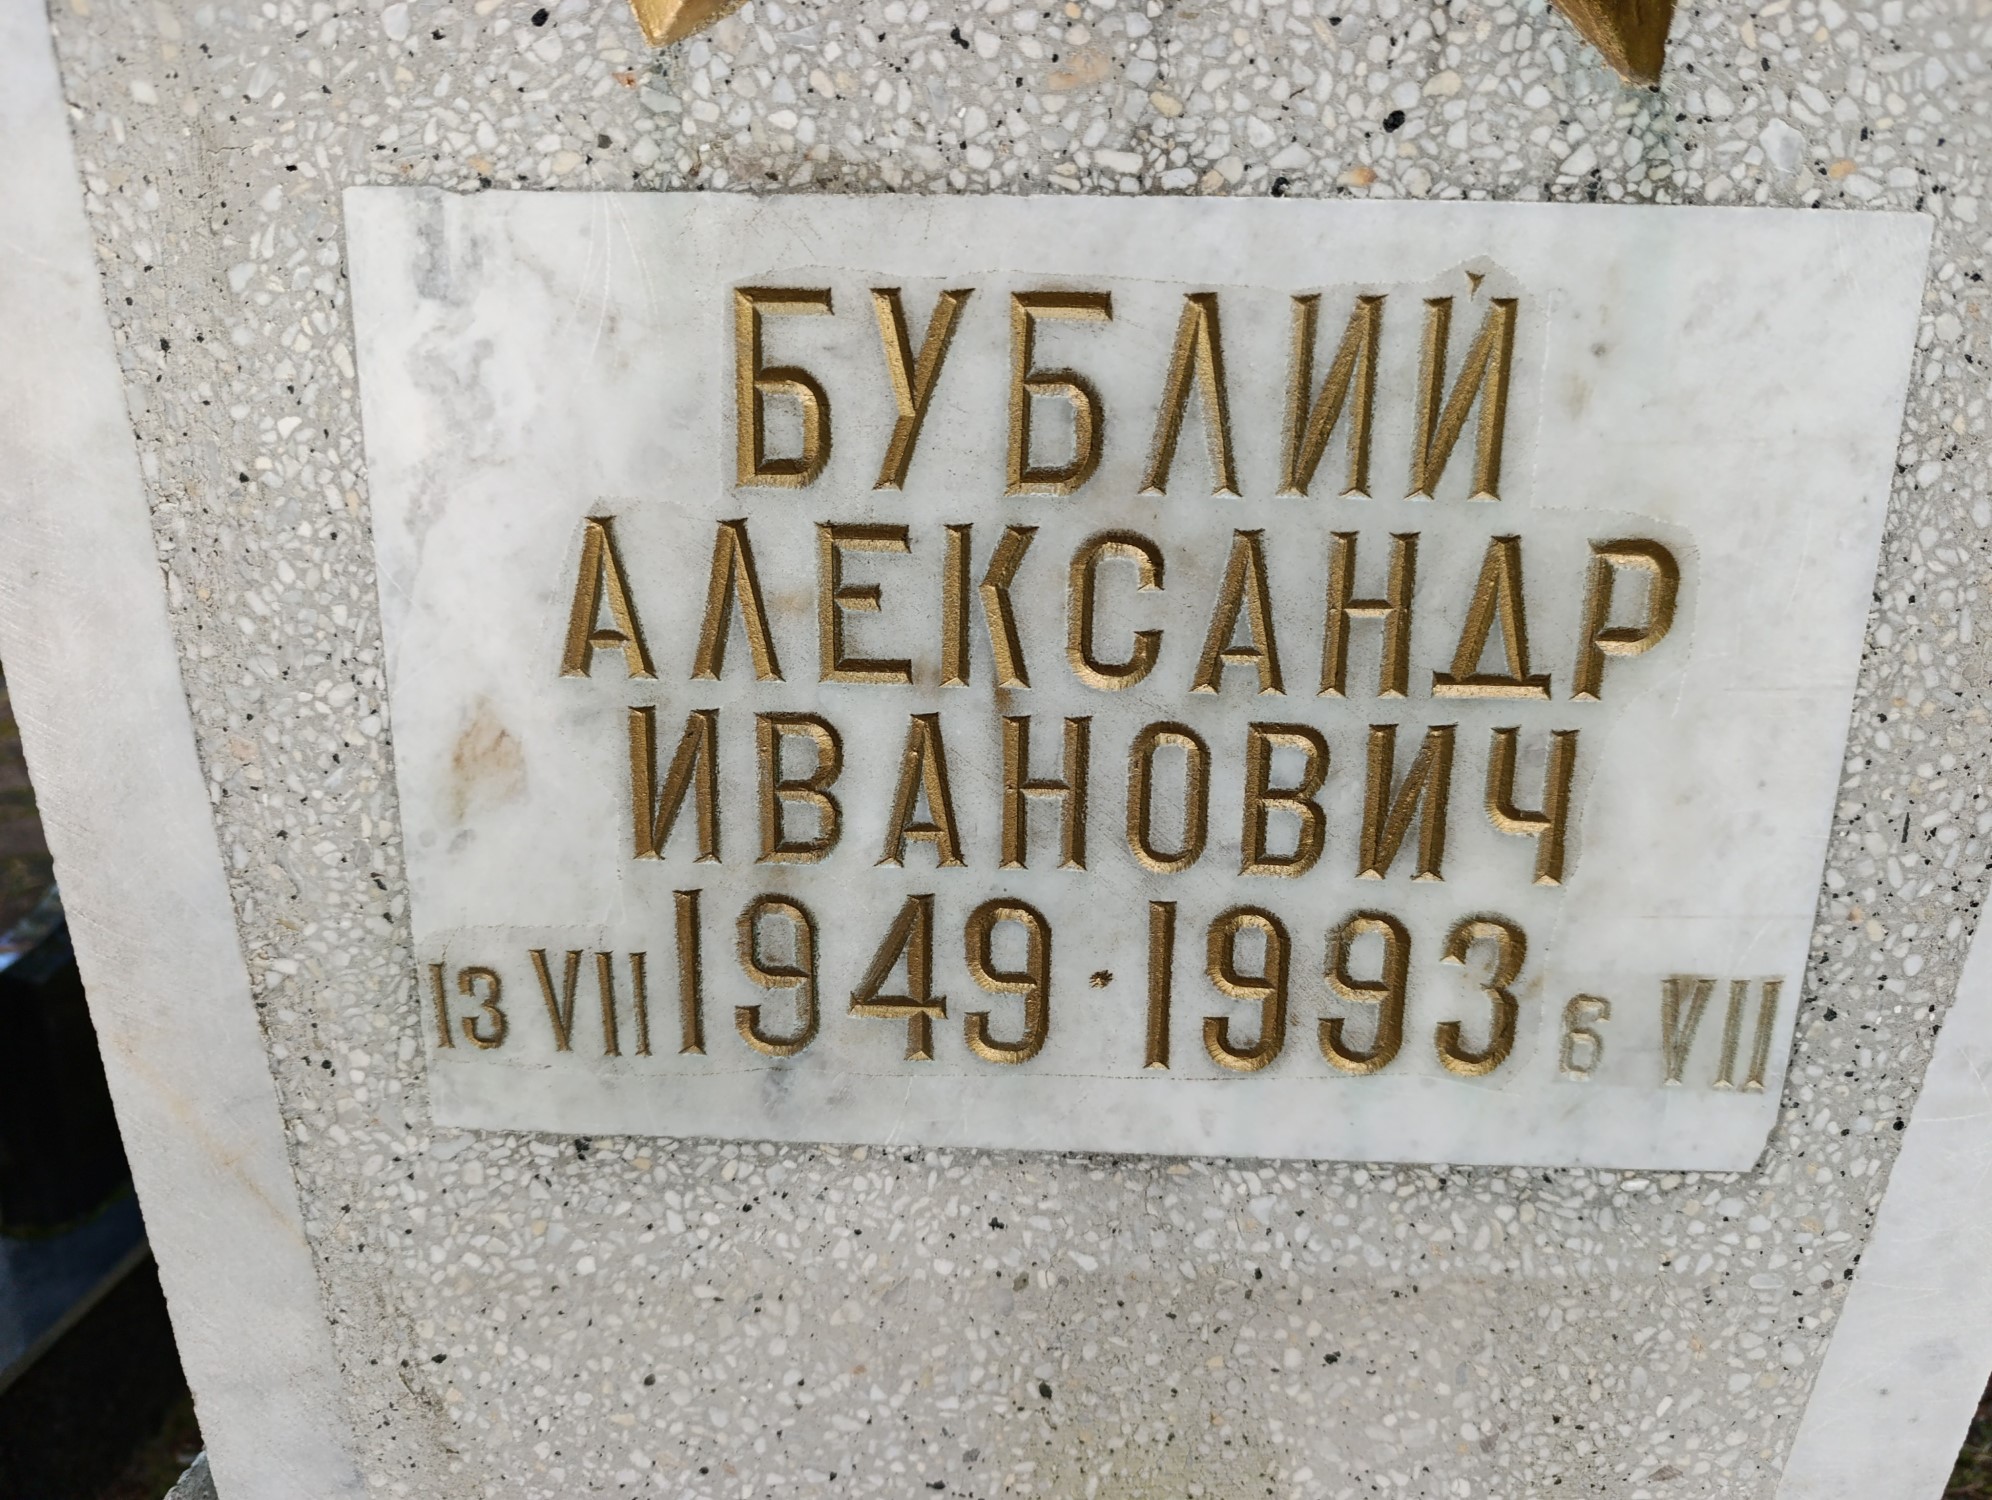 БУБЛИЙ
АЛЕКСАНДР
ИВАНОВИЧ
13 VII 1949 · 1993 6 VII